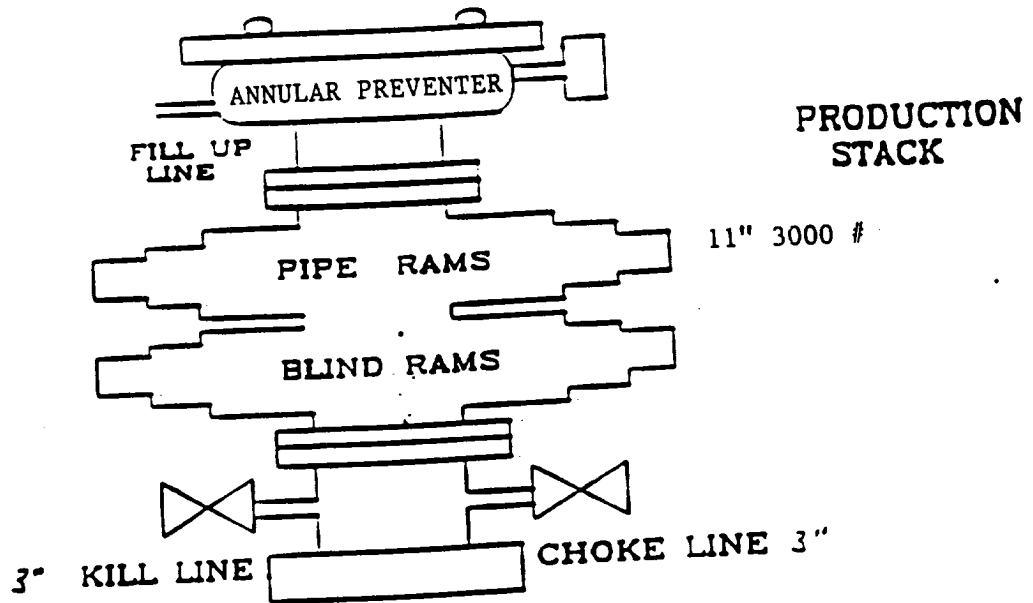 ANNULAR PREVENTER
PRODUCTION
STACK
FILL UP
LINE
11" 3000 #
PIPE RAMS
BLIND RAMS
CHOKE LINE 3"
3" KILL LINE